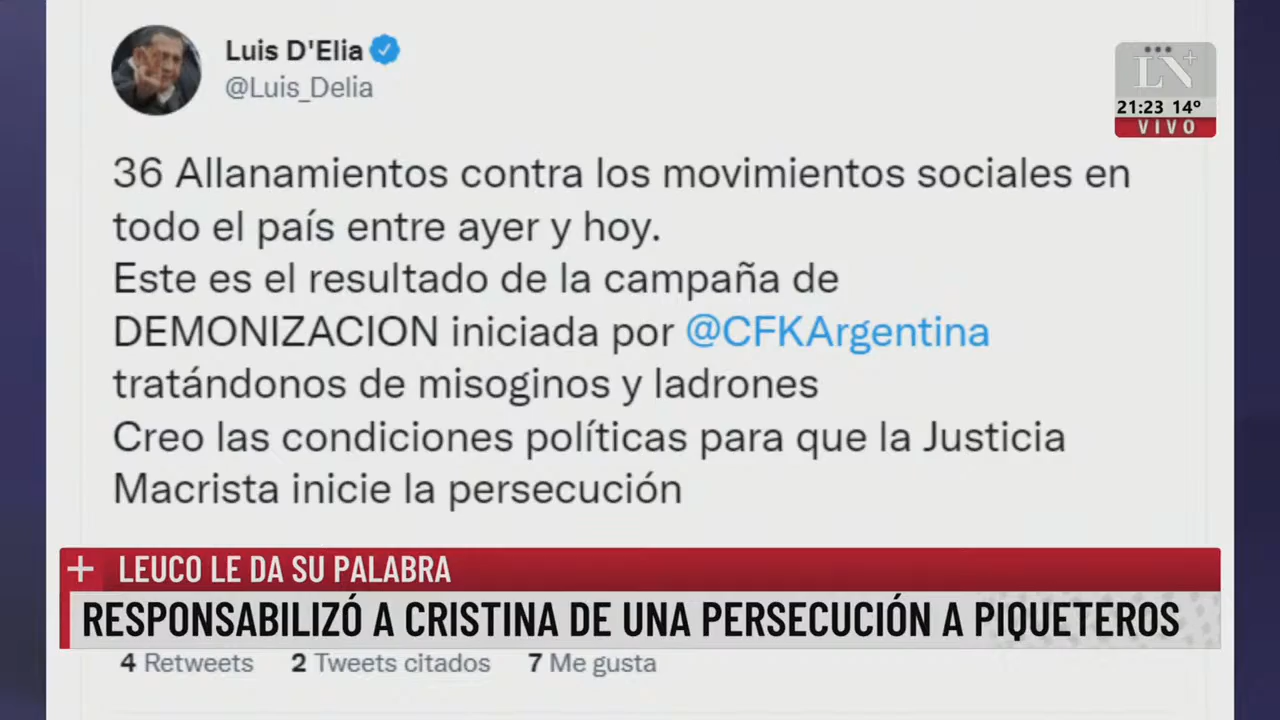 Luis D'Elia
@Luis_Delia
LN+
21:23 14º
VIVO
36 Allanamientos contra los movimientos sociales en
todo el país entre ayer y hoy.
Este es el resultado de la campaña de
DEMONIZACION iniciada por @CFKArgentina
tratándonos de misoginos y ladrones
Creo las condiciones políticas para que la Justicia
Macrista inicie la persecución
+ LEUCO LE DA SU PALABRA
RESPONSABILIZÓ A CRISTINA DE UNA PERSECUCIÓN A PIQUETEROS
4 Retweets 2 Tweets citados 7 Me gusta